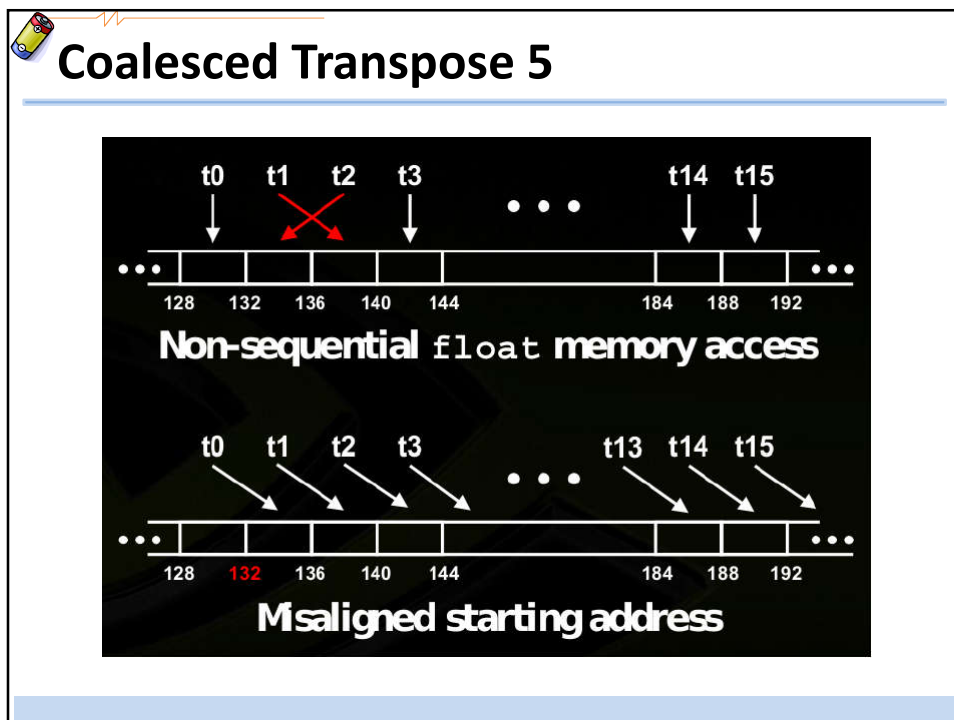 Coalesced Transpose 5
t0 t1 t2 t3 ••• t14 t15
••• •••
128 132 136 140 144 184 188 192
Non-sequential float memory access
t0 t1 t2 t3 ••• t13 t14 t15
••• •••
128 132 136 140 144 184 188 192
Misaligned starting address